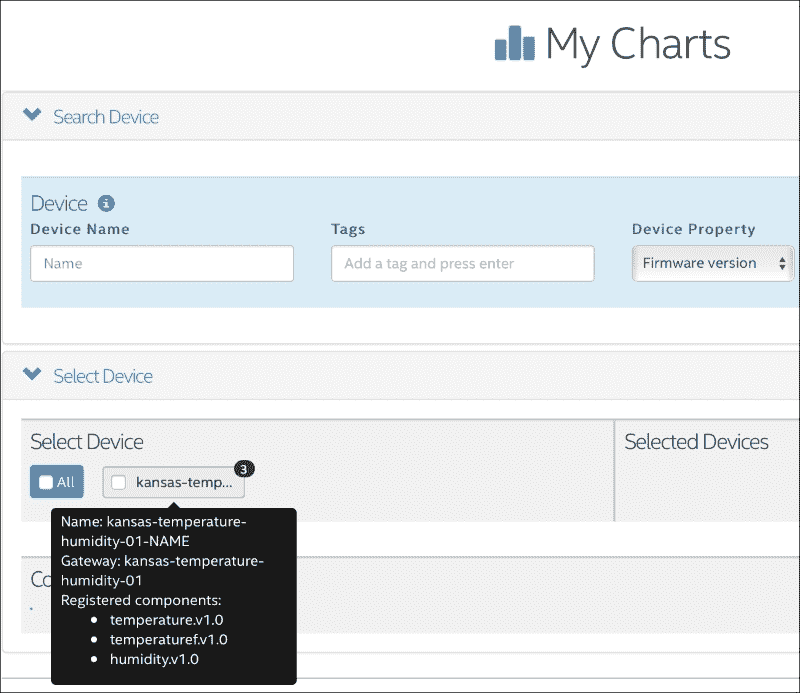 My Charts
Search Device
Device
Device Name
Tags
Device Property
Name
Add a tag and press enter
Firmware version
Select Device
Select Device
Selected Devices
All
kansas-temp...
3
Name: kansas-temperature-
humidity-01-NAME
Gateway: kansas-temperature-
humidity-01
Registered components:
• temperature.v1.0
• temperaturef.v1.0
• humidity.v1.0